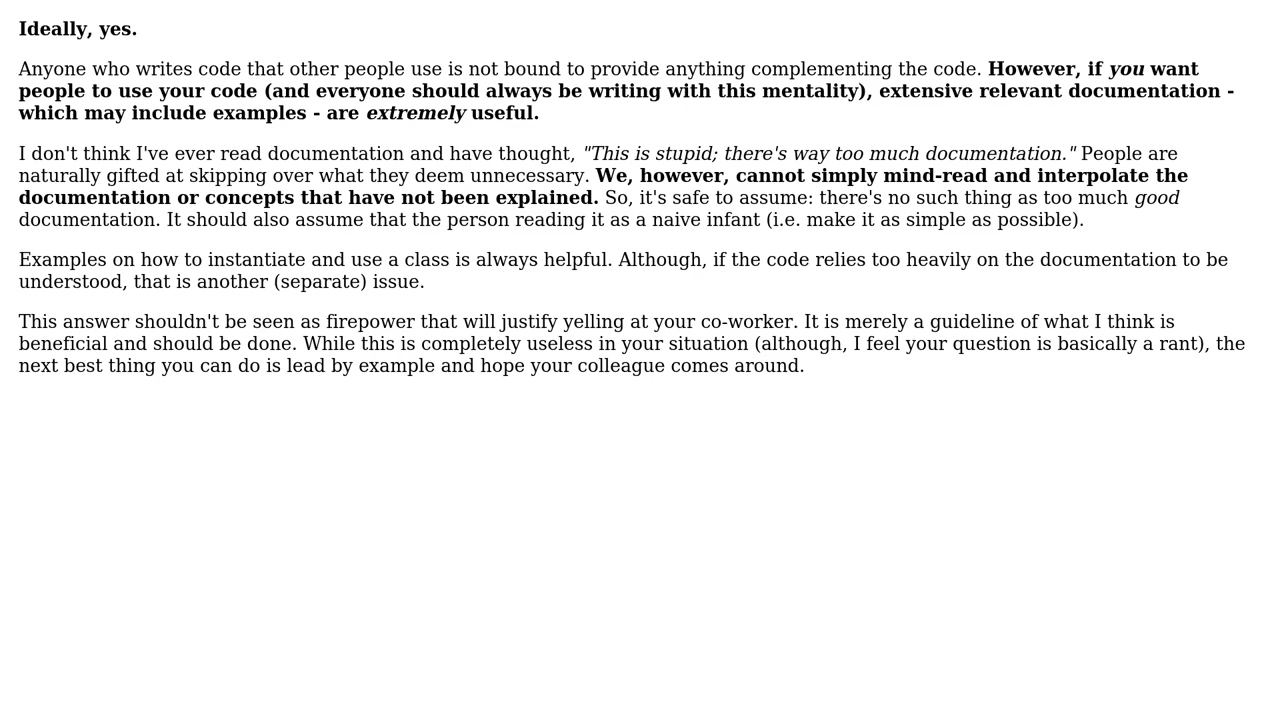 Ideally, yes.
Anyone who writes code that other people use is not bound to provide anything complementing the code. However, if you want
people to use your code (and everyone should always be writing with this mentality), extensive relevant documentation -
which may include examples - are extremely useful.
I don't think I've ever read documentation and have thought, "This is stupid; there's way too much documentation." People are
naturally gifted at skipping over what they deem unnecessary. We, however, cannot simply mind-read and interpolate the
documentation or concepts that have not been explained. So, it's safe to assume: there's no such thing as too much good
documentation. It should also assume that the person reading it as a naive infant (i.e. make it as simple as possible).
Examples on how to instantiate and use a class is always helpful. Although, if the code relies too heavily on the documentation to be
understood, that is another (separate) issue.
This answer shouldn't be seen as firepower that will justify yelling at your co-worker. It is merely a guideline of what I think is
beneficial and should be done. While this is completely useless in your situation (although, I feel your question is basically a rant), the
next best thing you can do is lead by example and hope your colleague comes around.